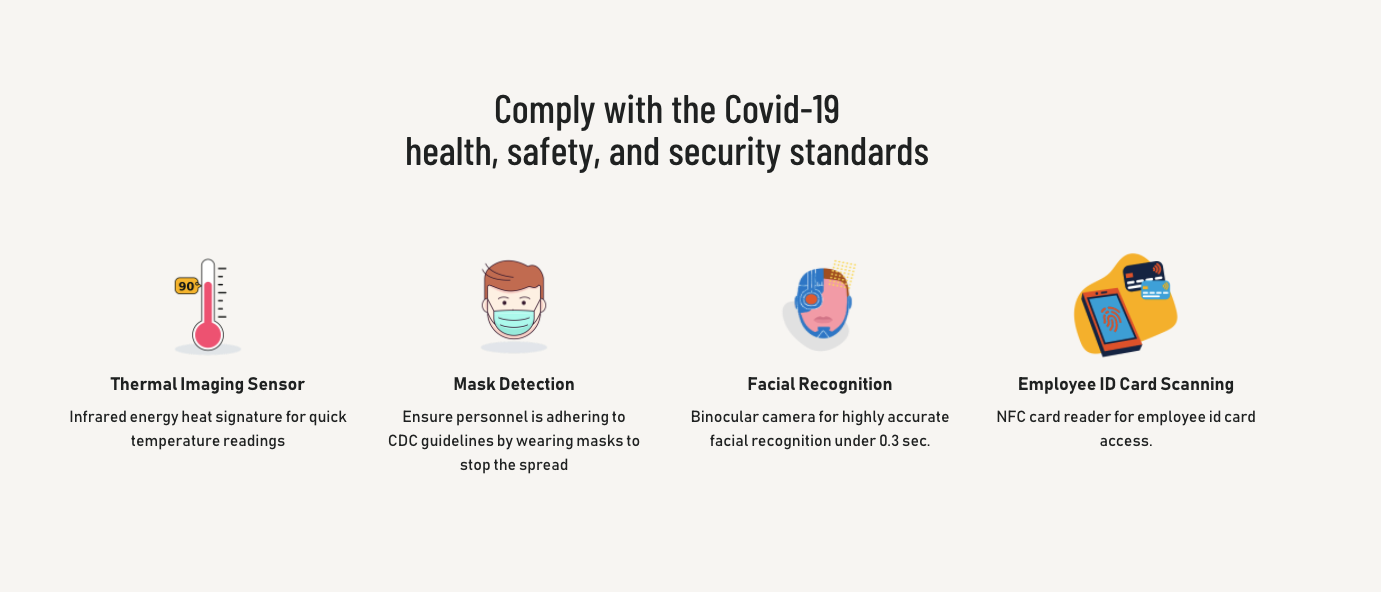 Comply with the Covid-19
health, safety, and security standards
90°
Thermal Imaging Sensor
Infrared energy heat signature for quick
temperature readings
Mask Detection
Ensure personnel is adhering to
CDC guidelines by wearing masks to
stop the spread
Facial Recognition
Binocular camera for highly accurate
facial recognition under 0.3 sec.
Employee ID Card Scanning
NFC card reader for employee id card
access.